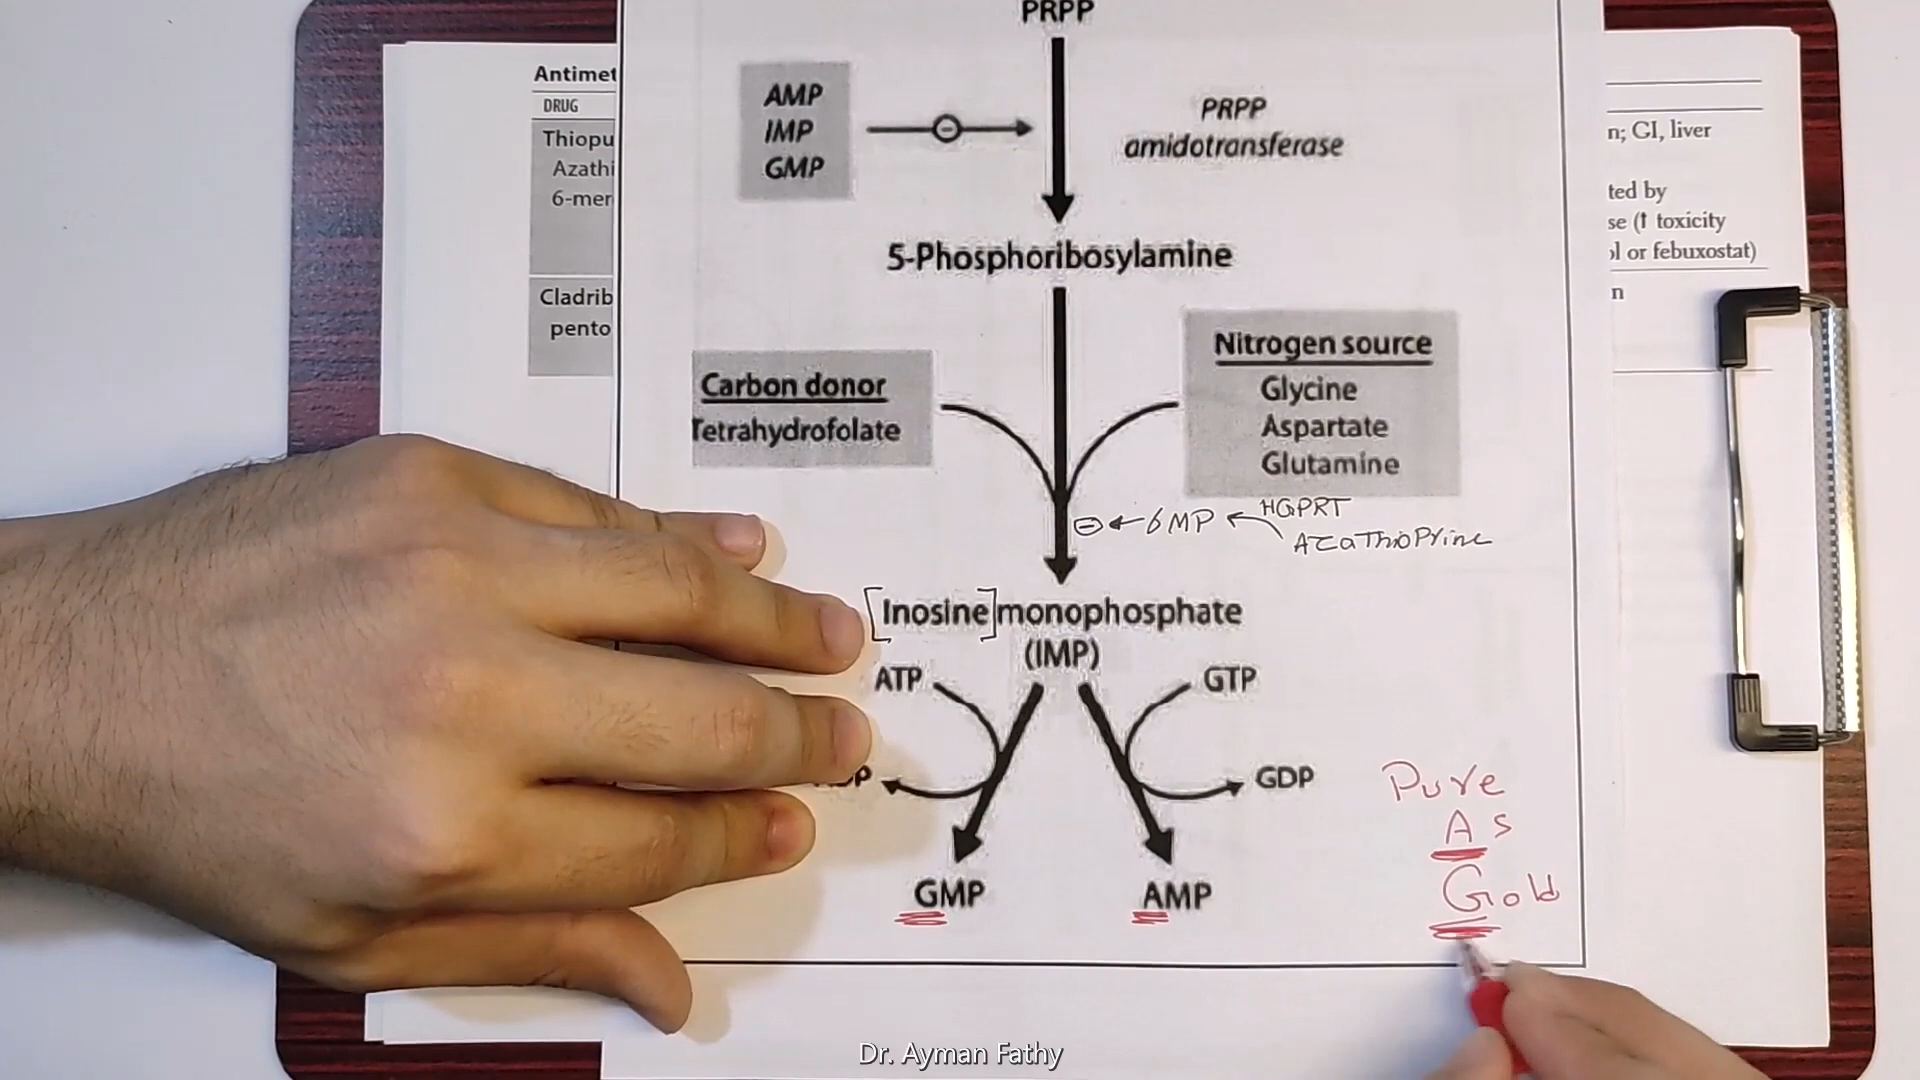 PRPP
Antimet
DRUG
Thiopu
Azathi
6-mer
Cladrib
pento
AMP
IMP
GMP
PRPP
amidotransferase
5-Phosphoribosylamine
Carbon donor
Tetrahydrofolate
Nitrogen source
Glycine
Aspartate
Glutamine
6MP
HGPRT
AzaThioPrine
[Inosine] monophosphate
(IMP)
ATP
GTP
DP
GDP
GMP
AMP
Pure
As
Gold
n; GI, liver
ted by
se (↑ toxicity
ol or febuxostat)
n
Dr. Ayman Fathy